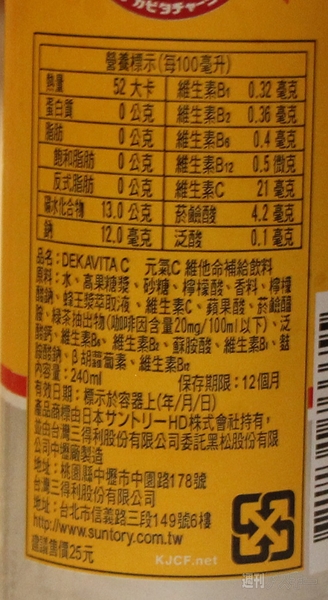 カピタチャージ
營養標示(每100毫升)
熱量 52 大卡 維生素B1 0.32 毫克
蛋白質 0 公克 維生素B2 0.36 毫克
脂肪 0 公克 維生素B6 0.4 毫克
飽和脂肪 0 公克 維生素B12 0.5 微克
反式脂肪 0 公克 維生素C 21 毫克
碳水化合物 13.0 公克 菸鹼酸 4.2 毫克
鈉 12.0 毫克 泛酸 0.1 毫克
品名：DEKAVITA C 元氣C 維他命補給飲料
原料：水、高果糖漿、砂糖、檸檬酸、香料、檸檬
酸鈉、蜂王漿萃取液、維生素C、蘋果酸、菸鹼醯
胺、綠茶抽出物(咖啡因含量20mg/100ml以下)、泛
酸鈣、維生素B6、維生素B2、蘇胺酸、維生素B1、麩
胺酸鈉、β胡蘿蔔素、維生素B12
內容量：240ml 保存期限：12個月
有效日期：標示於容器上(年/月/日)
產品商標由日本サントリーHD株式會社持有，
並由台灣三得利股份有限公司委託黑松股份有限
公司中壢廠製造
地址：桃園縣中壢市中園路178號
台灣三得利股份有限公司
地址：台北市信義路三段149號6樓
http://www.suntory.com.tw
建議售價25元
KJCF.net
週刊